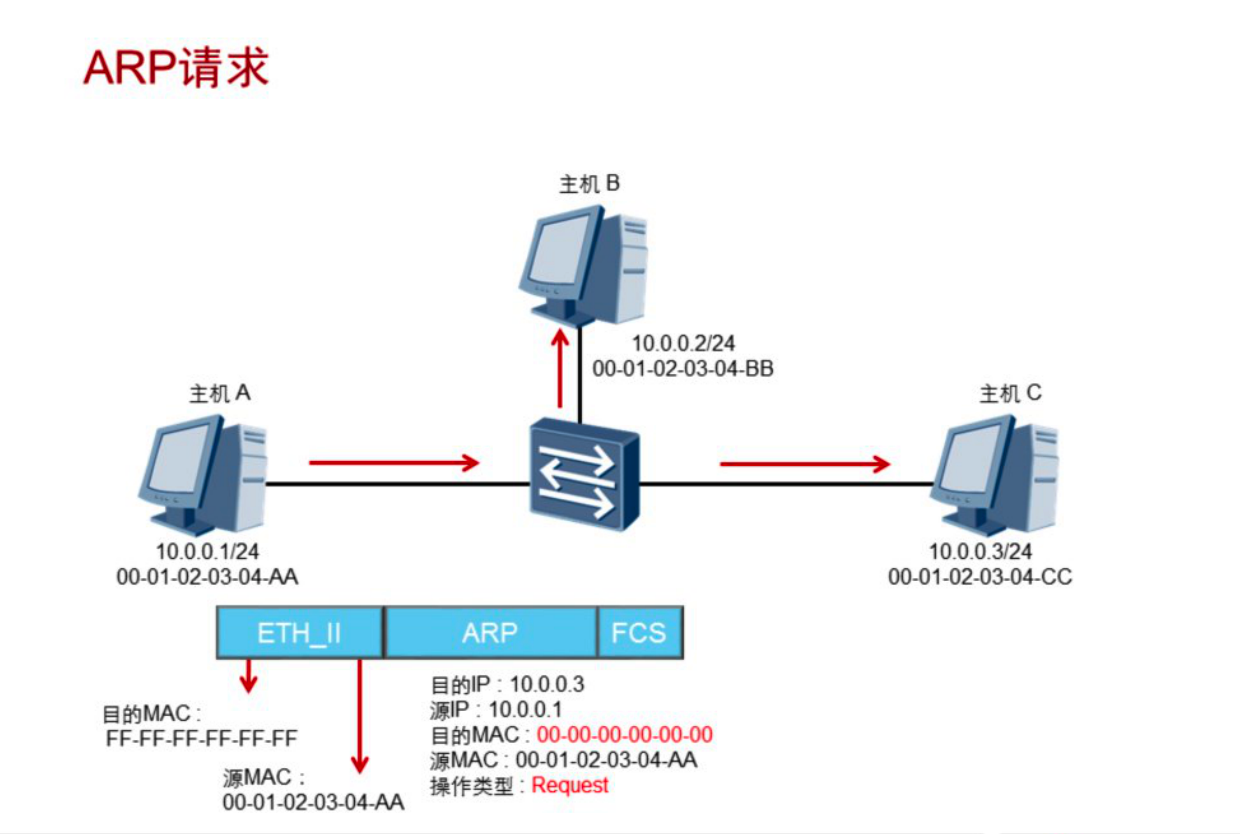 ARP请求
主机 B
10.0.0.2/24
00-01-02-03-04-BB
主机 A
主机 C
10.0.0.1/24
00-01-02-03-04-AA
10.0.0.3/24
00-01-02-03-04-CC
ETH_II ARP FCS
目的MAC :
FF-FF-FF-FF-FF-FF
源MAC :
00-01-02-03-04-AA
目的IP : 10.0.0.3
源IP : 10.0.0.1
目的MAC : 00-00-00-00-00-00
源MAC : 00-01-02-03-04-AA
操作类型 : Request